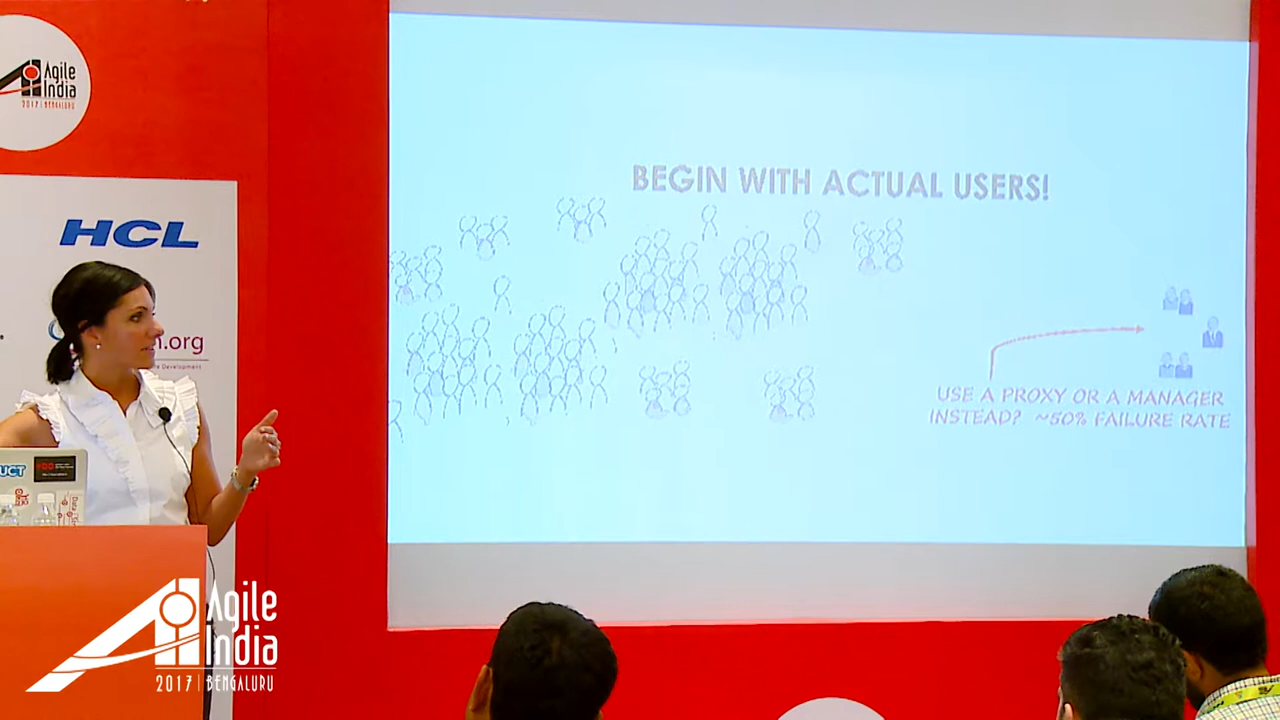 Agile
India
2017 | BENGALURU
HCL
.org
BEGIN WITH ACTUAL USERS!
USE A PROXY OR A MANAGER
INSTEAD? ~50% FAILURE RATE
UCT
Agile
India
2017 | BENGALURU